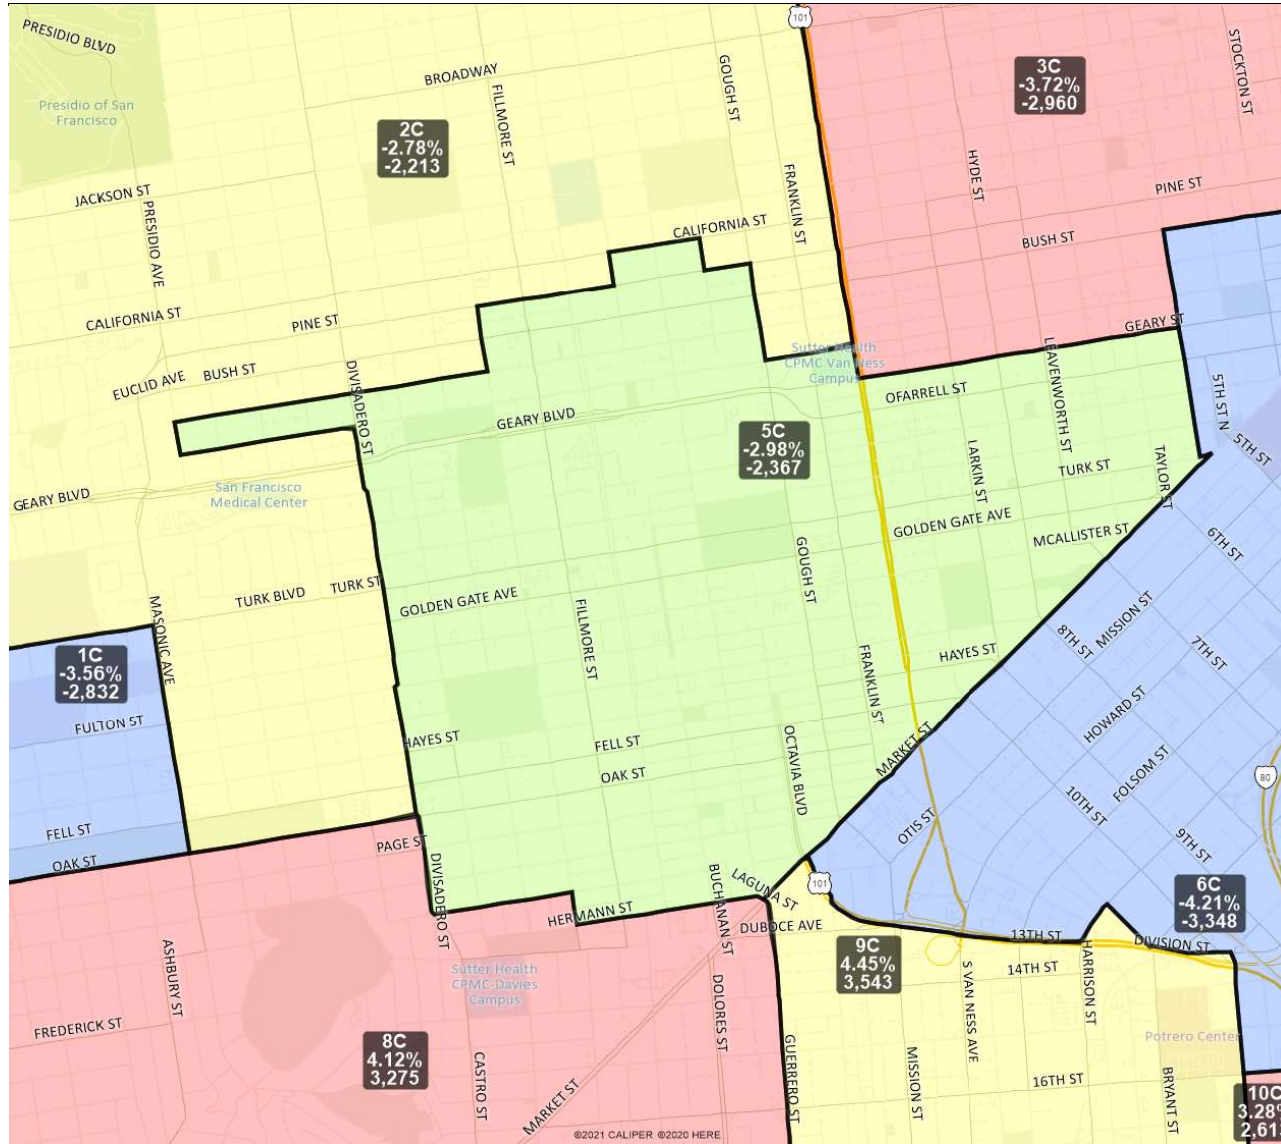 101
PRESIDIO BLVD
BROADWAY
GOUGH ST
STOCKTON ST
3C
-3.72%
-2,960
Presidio of San
Francisco
FILLMORE ST
2C
-2.78%
-2,213
HYDE ST
FRANKLIN ST
PINE ST
JACKSON ST
PRESIDIO AVE
CALIFORNIA ST
BUSH ST
CALIFORNIA ST
PINE ST
GEARY ST
Sutter Health
CPMC Van Ness
Campus
LEAVENWORTH ST
EUCLID AVE
BUSH ST
DIVISADERO ST
OFARRELL ST
5TH ST N
GEARY BLVD
5C
-2.98%
-2,367
LARKIN ST
TURK ST
TAYLOR ST
5TH ST
GEARY BLVD
San Francisco
Medical Center
GOLDEN GATE AVE
MCALLISTER ST
6TH ST
GOUGH ST
TURK BLVD
TURK ST
GOLDEN GATE AVE
FILLMORE ST
MASONIC AVE
MISSION ST
8TH ST
7TH ST
1C
-3.56%
-2,832
HAYES ST
FRANKLIN ST
FULTON ST
HAYES ST
FELL ST
OCTAVIA BLVD
MARKET ST
HOWARD ST
FOLSOM ST
OAK ST
80
10TH ST
FELL ST
OAK ST
PAGE ST
OTIS ST
9TH ST
DIVISADERO ST
BUCHANAN ST
LAGUNA ST
101
6C
-4.21%
-3,348
HERMANN ST
DUBOCE AVE
13TH ST
DIVISION ST
9C
4.45%
3,543
ASHBURY ST
Sutter Health
CPMC-Davies
Campus
DOLORES ST
14TH ST
S VAN NESS AVE
HARRISON ST
FREDERICK ST
8C
4.12%
3,275
CASTRO ST
MARKET ST
GUERRERO ST
MISSION ST
16TH ST
BRYANT ST
Potrero Center
10C
3.28%
2,61
©2021 CALIPER ©2020 HERE